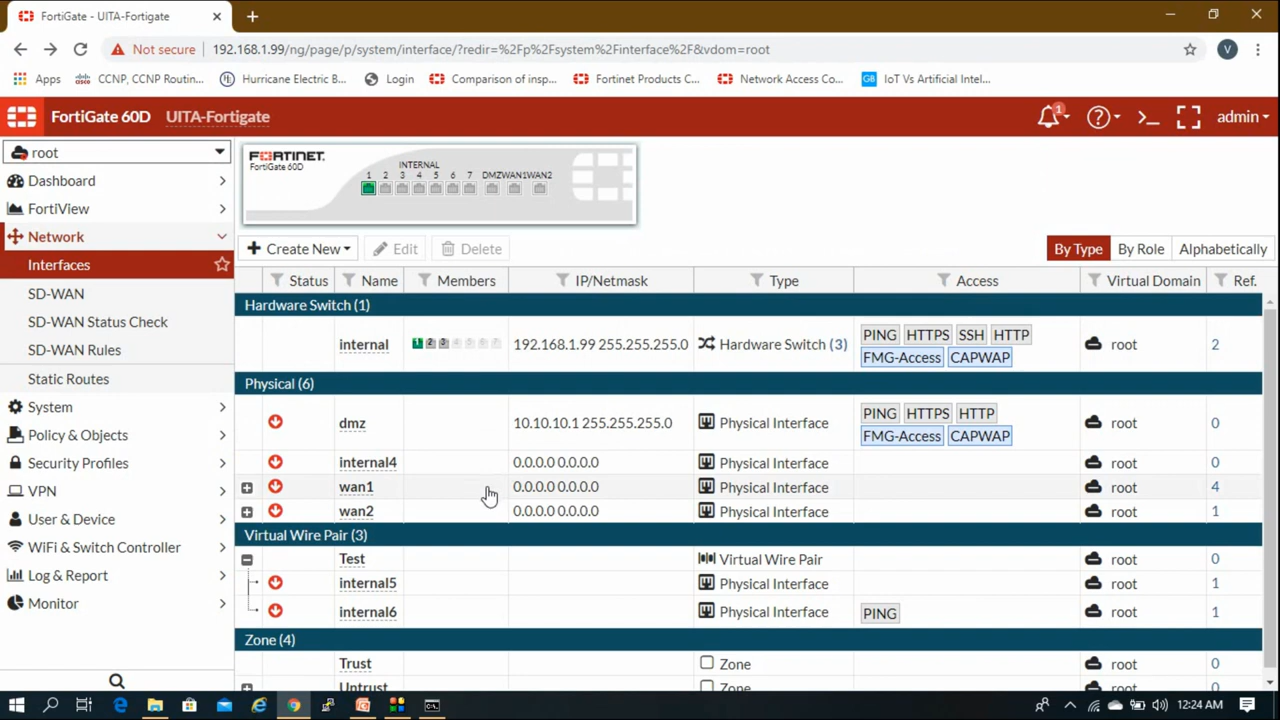 FortiGate - UITA-Fortigate
Not secure 192.168.1.99/ng/page/p/system/interface/?redir=%2Fp%2Fsystem%2Finterface%2F&vdom=root V
Apps CCNP, CCNP Routin... Hurricane Electric B... Login Comparison of insp... Fortinet Products C... Network Access Co... GB IoT Vs Artificial Intel...
FortiGate 60D UITA-Fortigate 1 admin
root
Dashboard
FortiView
Network
Interfaces
SD-WAN
SD-WAN Status Check
SD-WAN Rules
Static Routes
System
Policy & Objects
Security Profiles
VPN
User & Device
WiFi & Switch Controller
Log & Report
Monitor
FORTINET.
FortiGate 60D
INTERNAL
1 2 3 4 5 6 7 DMZ WAN1 WAN2
Create New Edit Delete By Type By Role Alphabetically
Status Name Members IP/Netmask Type Access Virtual Domain Ref.
Hardware Switch (1)
internal 1 2 3 192.168.1.99 255.255.255.0 Hardware Switch (3) PING HTTPS SSH HTTP root 2
FMG-Access CAPWAP
Physical (6)
dmz 10.10.10.1 255.255.255.0 Physical Interface PING HTTPS HTTP root 0
FMG-Access CAPWAP
internal4 0.0.0.0 0.0.0.0 Physical Interface root 0
wan1 0.0.0.0 0.0.0.0 Physical Interface root 4
wan2 0.0.0.0 0.0.0.0 Physical Interface root 1
Virtual Wire Pair (3)
Test Virtual Wire Pair root 0
internal5 Physical Interface root 1
internal6 Physical Interface PING root 1
Zone (4)
Trust Zone root 0
Untrust Zone root 0
12:24 AM